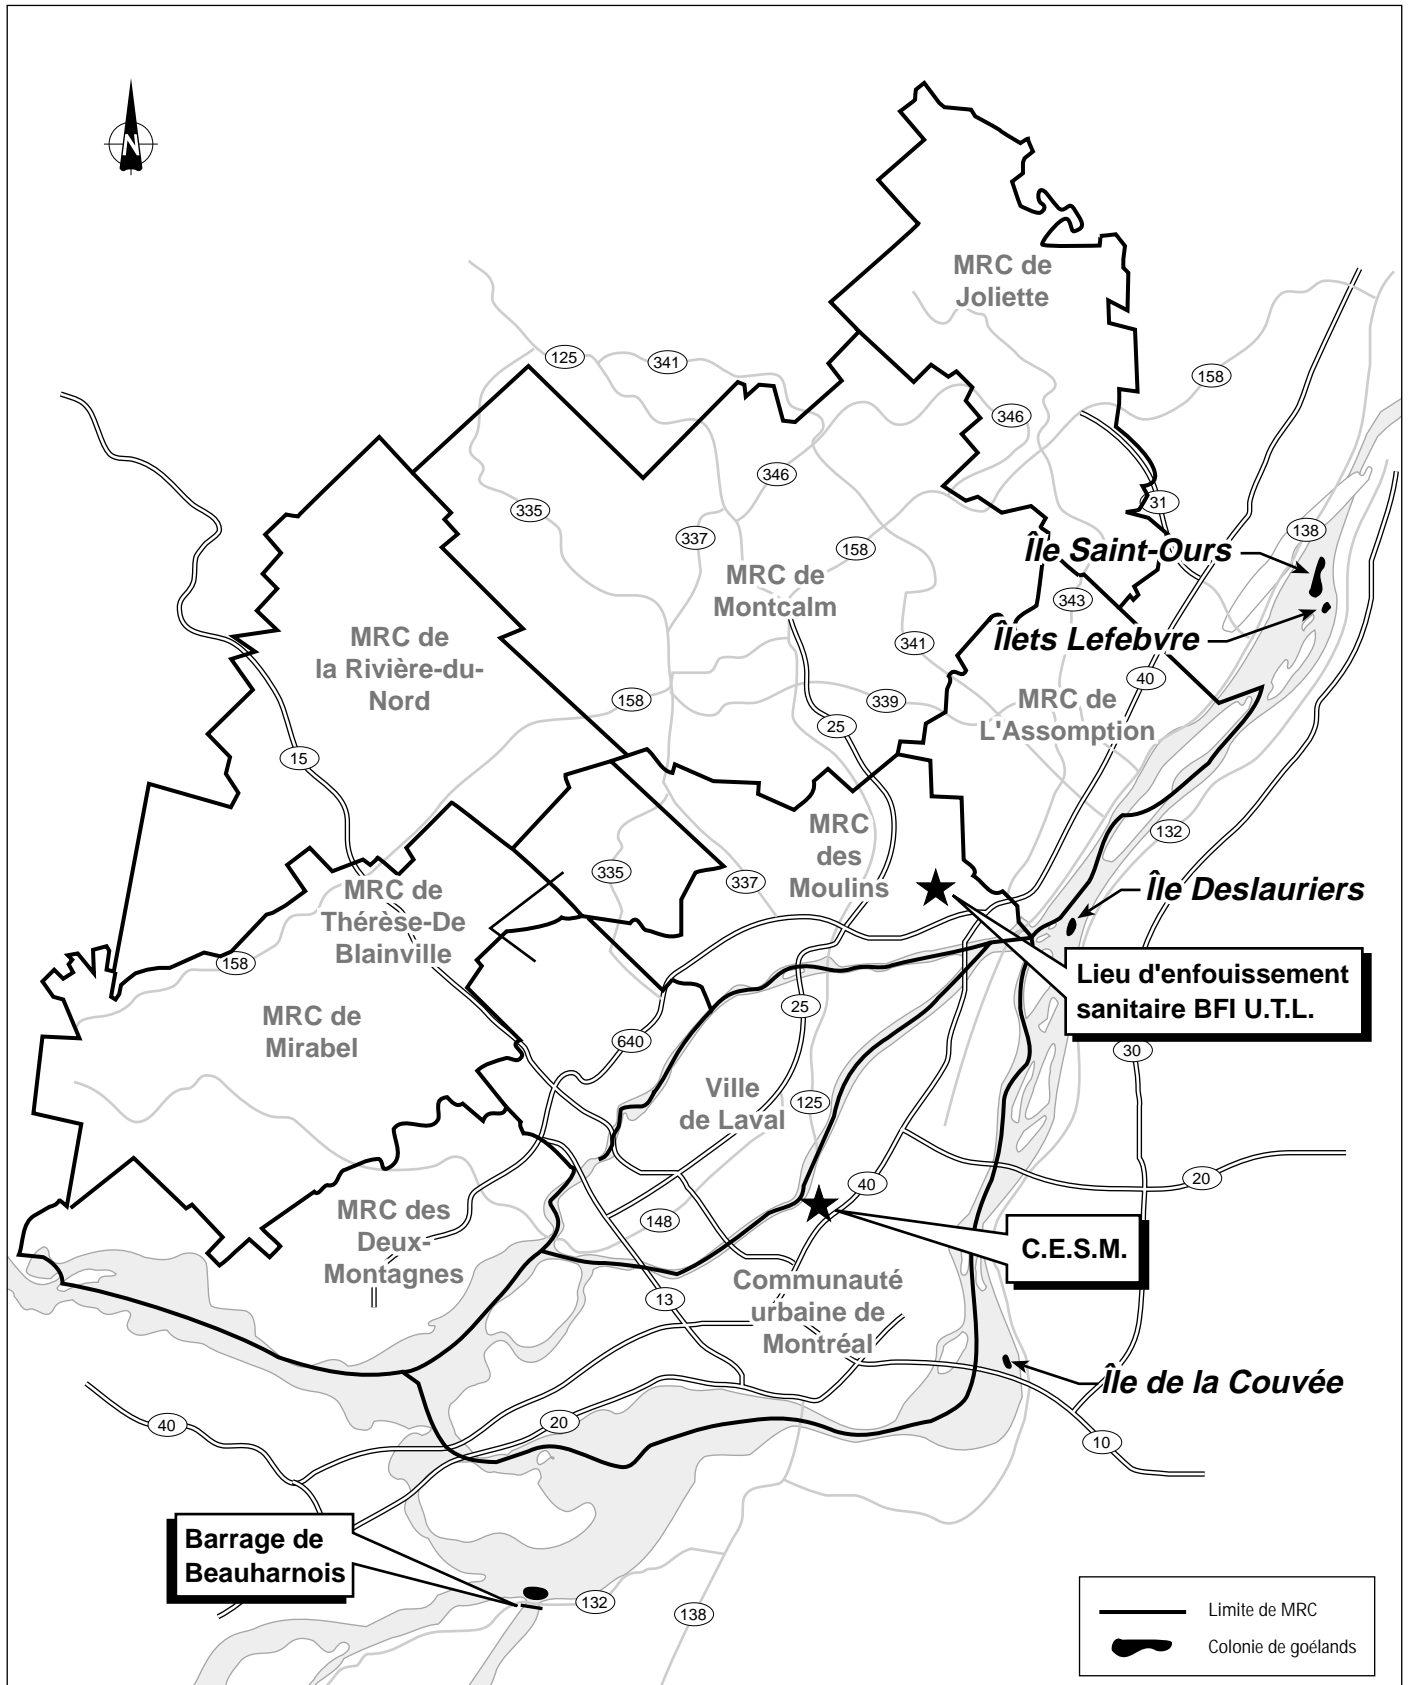 N
MRC de
Joliette
125
341
158
346
346
31
335
337
138
Île Saint-Ours
158
MRC de
Montcalm
343
Îlets Lefebvre
MRC de
la Rivière-du-
Nord
341
40
158
339
MRC de
L'Assomption
25
15
MRC
des
Moulins
132
335
337
Île Deslauriers
MRC de
Thérèse-De
Blainville
158
Lieu d'enfouissement
sanitaire BFI U.T.L.
25
MRC de
Mirabel
640
30
Ville
de Laval
125
40
20
MRC des
Deux-
Montagnes
148
C.E.S.M.
Communauté
urbaine de
Montréal
13
Île de la Couvée
40
20
10
Barrage de
Beauharnois
132
138
Limite de MRC
Colonie de goélands